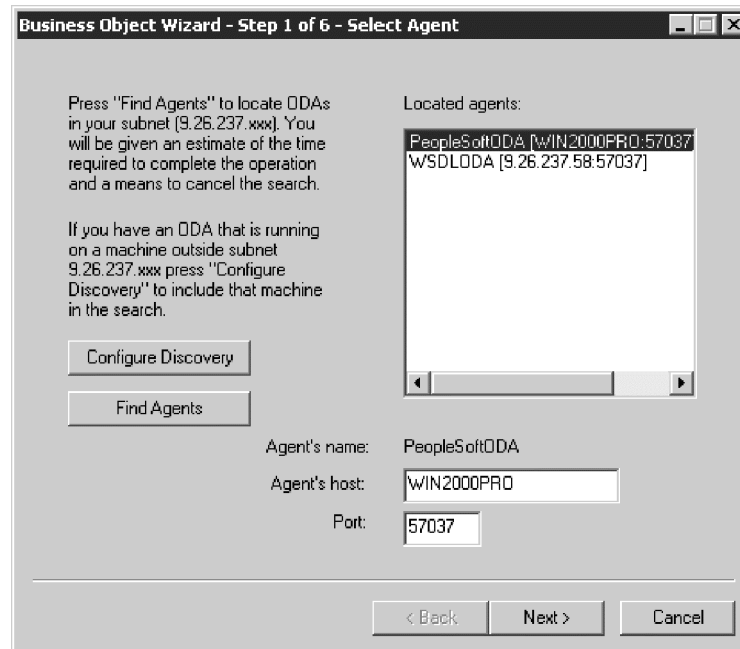 Business Object Wizard - Step 1 of 6 - Select Agent
Press "Find Agents" to locate ODAs
in your subnet (9.26.237.xxx). You
will be given an estimate of the time
required to complete the operation
and a means to cancel the search.
If you have an ODA that is running
on a machine outside subnet
9.26.237.xxx press "Configure
Discovery" to include that machine
in the search.
Configure Discovery
Find Agents
Located agents:
PeopleSoftODA [WIN2000PRO:57037
WSDLODA [9.26.237.58:57037]
Agent's name: PeopleSoftODA
Agent's host: WIN2000PRO
Port: 57037
< Back
Next >
Cancel